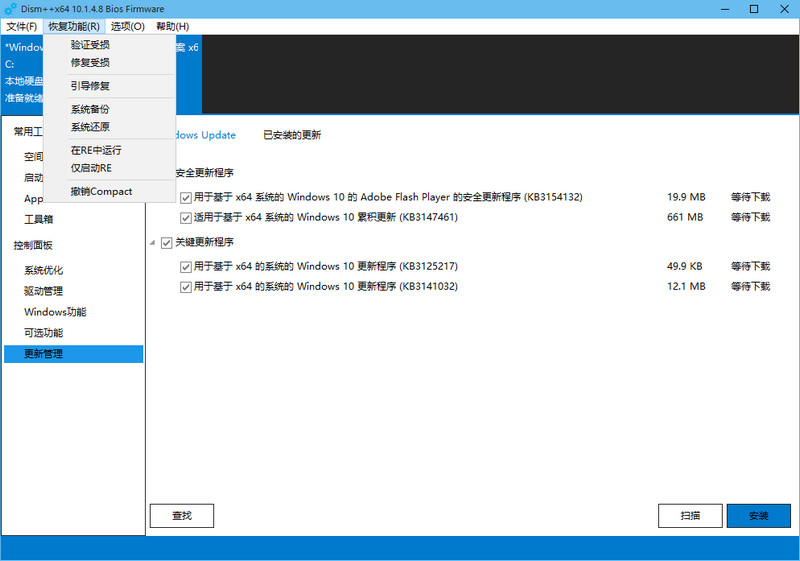 Dism++x64 10.1.4.8 Bios Firmware
文件(F) 恢复功能(R) 选项(O) 帮助(H)
*Window 案 x6
C:
本地硬盘
准备就绪
验证受损
修复受损
引导修复
系统备份
系统还原
在RE中运行
仅启动RE
撤销Compact
常用工
空间
启动
App
工具箱
控制面板
系统优化
驱动管理
Windows功能
可选功能
更新管理
dows Update 已安装的更新
安全更新程序
用于基于 x64 系统的 Windows 10 的 Adobe Flash Player 的安全更新程序 (KB3154132) 19.9 MB 等待下载
适用于基于 x64 系统的 Windows 10 累积更新 (KB3147461) 661 MB 等待下载
关键更新程序
用于基于 x64 的系统的 Windows 10 更新程序 (KB3125217) 49.9 KB 等待下载
用于基于 x64 的系统的 Windows 10 更新程序 (KB3141032) 12.1 MB 等待下载
查找 扫描 安装